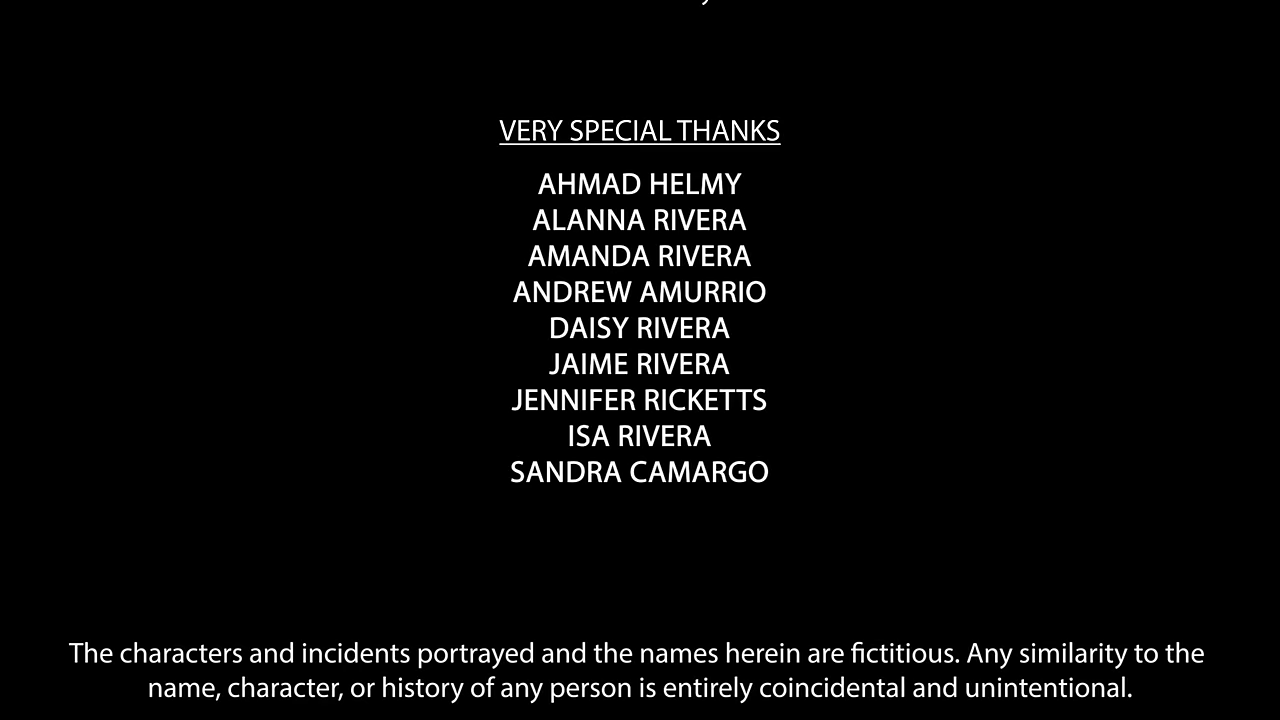 VERY SPECIAL THANKS
AHMAD HELMY
ALANNA RIVERA
AMANDA RIVERA
ANDREW AMURRIO
DAISY RIVERA
JAIME RIVERA
JENNIFER RICKETTS
ISA RIVERA
SANDRA CAMARGO
The characters and incidents portrayed and the names herein are fictitious. Any similarity to the
name, character, or history of any person is entirely coincidental and unintentional.